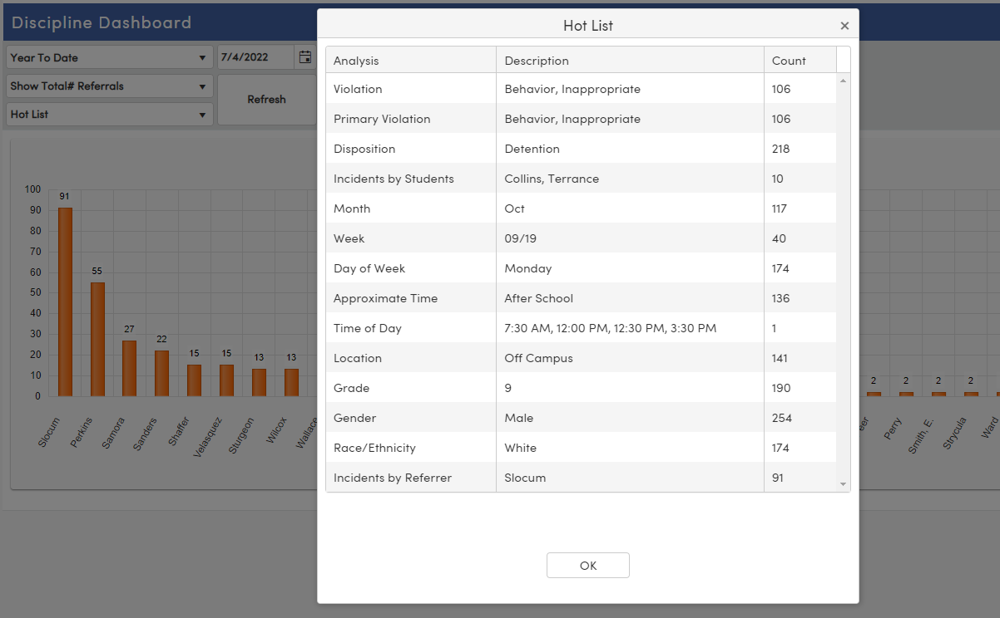 Discipline Dashboard
Year To Date
7/4/2022
Show Total# Referrals
Refresh
Hot List
Hot List
×
Analysis Description Count
Violation Behavior, Inappropriate 106
Primary Violation Behavior, Inappropriate 106
Disposition Detention 218
Incidents by Students Collins, Terrance 10
Month Oct 117
Week 09/19 40
Day of Week Monday 174
Approximate Time After School 136
Time of Day 7:30 AM, 12:00 PM, 12:30 PM, 3:30 PM 1
Location Off Campus 141
Grade 9 190
Gender Male 254
Race/Ethnicity White 174
Incidents by Referrer Slocum 91
OK
100
90
80
70
60
50
40
30
20
10
0
91 55 27 22 15 15 13 13
2 2 2 2
Slocum Perkins Samora Sanders Shaffer Velasquez Sturgeon Wilcox Wallace
eer Perry Smith, E. Strycula Ward